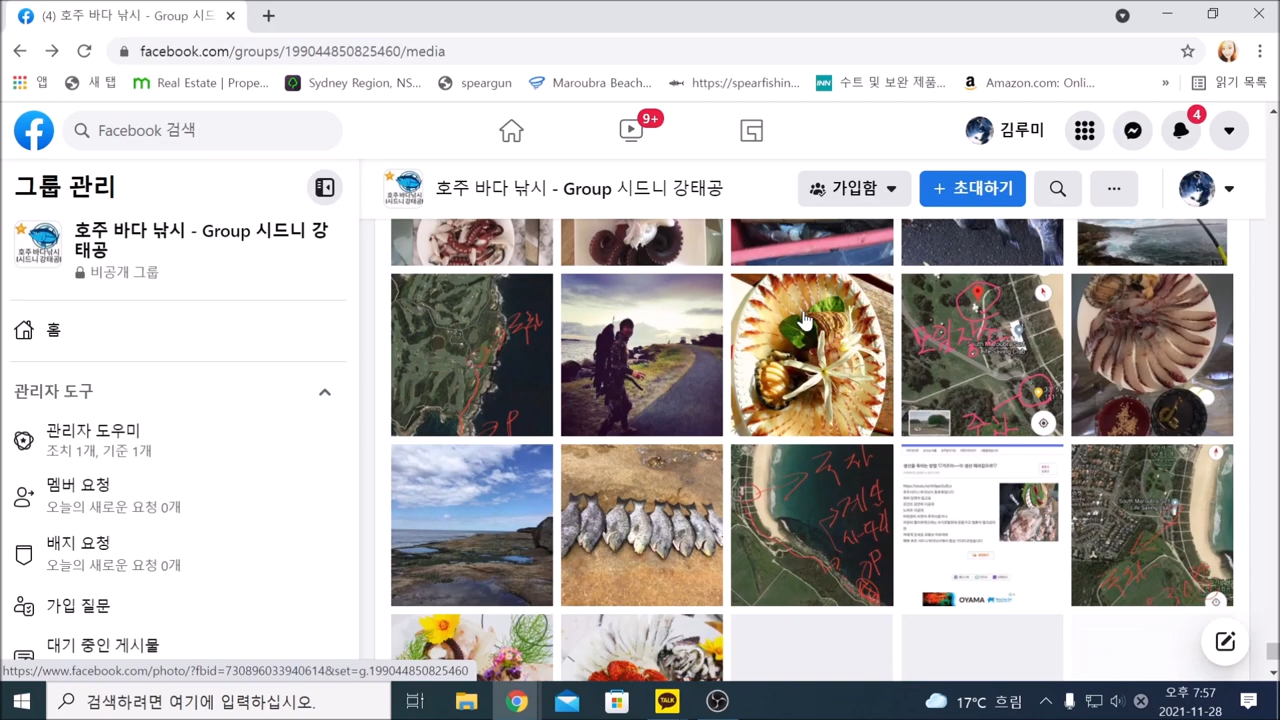 (4) 호주 바다 낚시 - Group 시드
facebook.com/groups/199044850825460/media
앱
새 탭
Real Estate | Prope...
Sydney Region, NS...
speargun
Maroubra Beach...
https://spearfishin...
INN
수트 및 보완 제품...
Amazon.com: Onli...
»
읽기 목록
Facebook 검색
9+
김루미
4
그룹 관리
호주 바다 낚시 - Group 시드니 강태공
가입함
+ 초대하기
호주 바다 낚시 - Group 시드니 강
태공
비공개 그룹
홈
관리자 도구
관리자 도우미
조치 1개, 기준 1개
멤버 요청
오늘의 새로운 요청 0개
배지 요청
오늘의 새로운 요청 0개
가입 질문
대기 중인 게시물
South Maroubra
OYAMA
https://www.facebook.com/photo/?fbid=730896033940614&set=g.199044850825460
검색하려면 여기에 입력하십시오.
TALK
17°C 흐림
오후 7:57
2021-11-28